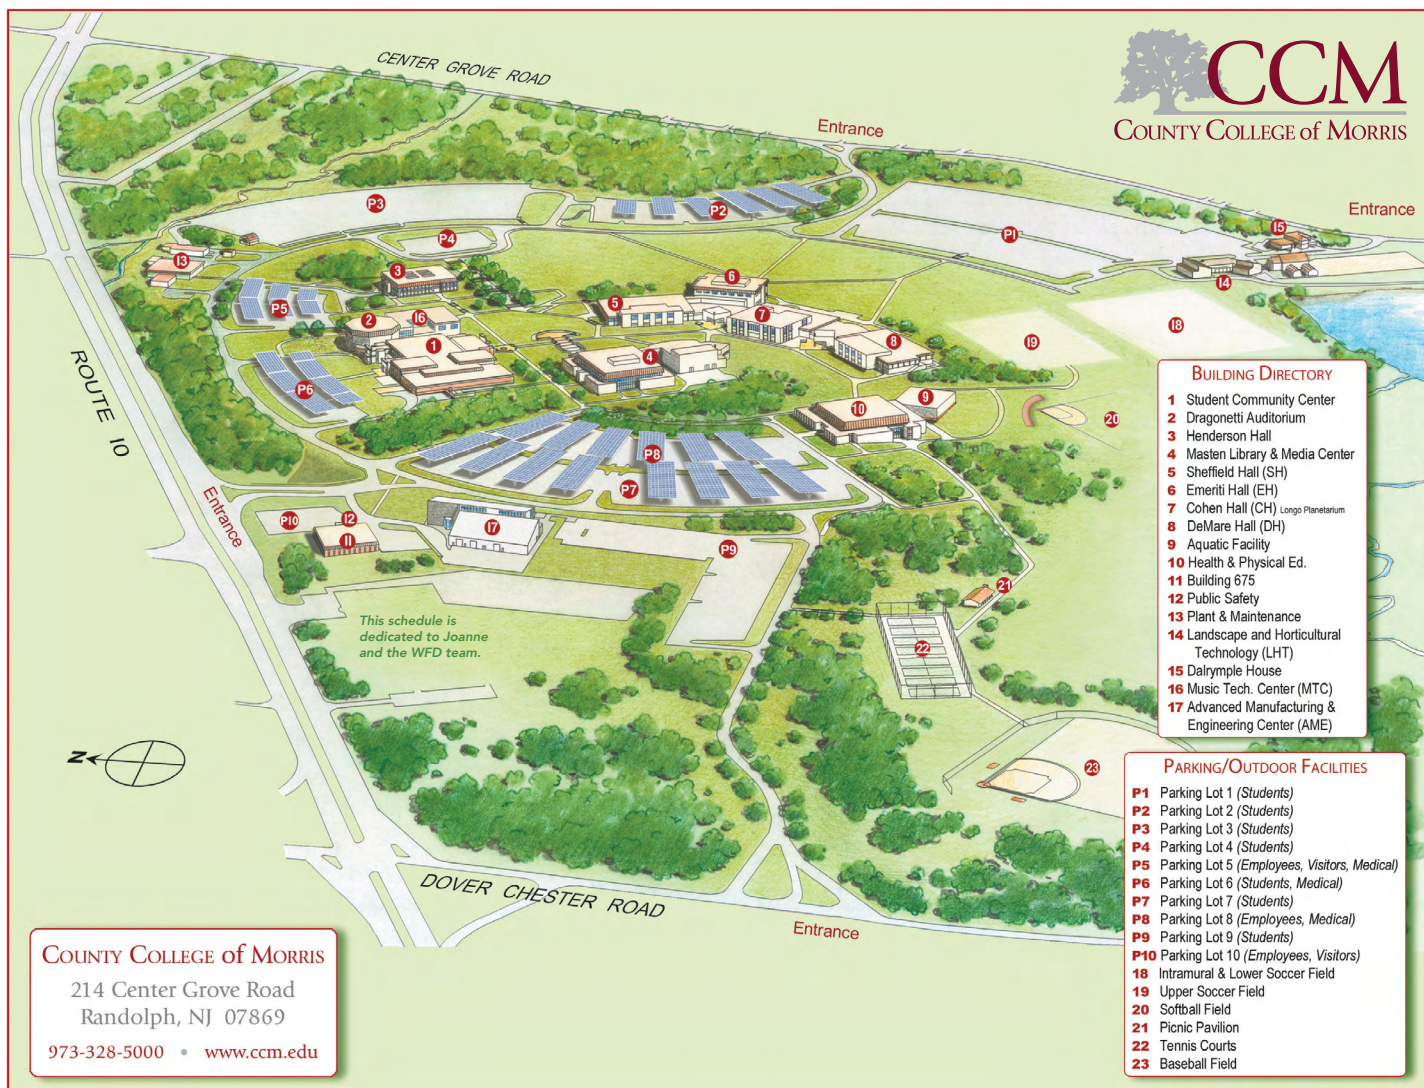 CENTER GROVE ROAD
CCM
COUNTY COLLEGE of MORRIS
Entrance
Entrance
P3
P2
P1
15
P4
13
3
6
14
P5
5
2
16
7
18
1
4
8
19
P6
9
10
20
ROUTE 10
P8
P7
Entrance
P10
12
17
11
P9
21
This schedule is
dedicated to Joanne
and the WFD team.
22
N
23
DOVER CHESTER ROAD
Entrance
BUILDING DIRECTORY
1 Student Community Center
2 Dragonetti Auditorium
3 Henderson Hall
4 Masten Library & Media Center
5 Sheffield Hall (SH)
6 Emeriti Hall (EH)
7 Cohen Hall (CH) Longo Planetarium
8 DeMare Hall (DH)
9 Aquatic Facility
10 Health & Physical Ed.
11 Building 675
12 Public Safety
13 Plant & Maintenance
14 Landscape and Horticultural
Technology (LHT)
15 Dalrymple House
16 Music Tech. Center (MTC)
17 Advanced Manufacturing &
Engineering Center (AME)
PARKING/OUTDOOR FACILITIES
P1 Parking Lot 1 (Students)
P2 Parking Lot 2 (Students)
P3 Parking Lot 3 (Students)
P4 Parking Lot 4 (Students)
P5 Parking Lot 5 (Employees, Visitors, Medical)
P6 Parking Lot 6 (Students, Medical)
P7 Parking Lot 7 (Students)
P8 Parking Lot 8 (Employees, Medical)
P9 Parking Lot 9 (Students)
P10 Parking Lot 10 (Employees, Visitors)
18 Intramural & Lower Soccer Field
19 Upper Soccer Field
20 Softball Field
21 Picnic Pavilion
22 Tennis Courts
23 Baseball Field
COUNTY COLLEGE of MORRIS
214 Center Grove Road
Randolph, NJ 07869
973-328-5000 • www.ccm.edu